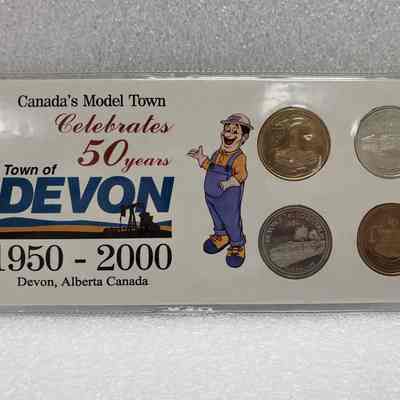 Canada's Model Town
Celebrates
50 years
Town of
DEVON
1950 - 2000
Devon, Alberta Canada